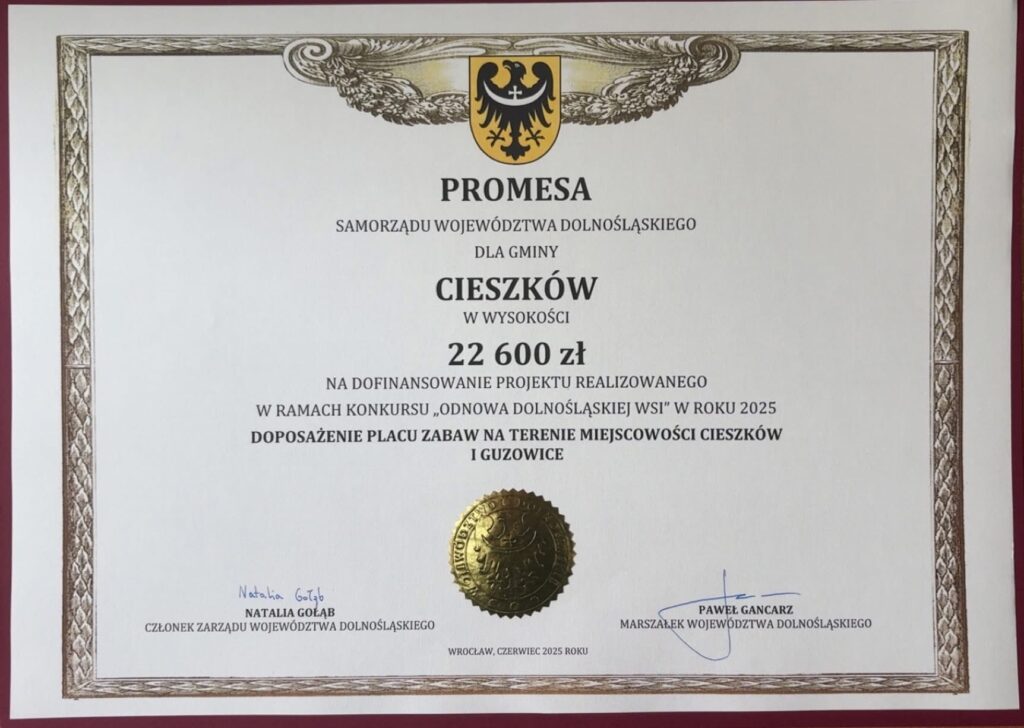 PROMESA
SAMORZĄDU WOJEWÓDZTWA DOLNOŚLĄSKIEGO
DLA GMINY
CIESZKÓW
W WYSOKOŚCI
22 600 zł
NA DOFINANSOWANIE PROJEKTU REALIZOWANEGO
W RAMACH KONKURSU „ODNOWA DOLNOŚLĄSKIEJ WSI” W ROKU 2025
DOPOSAŻENIE PLACU ZABAW NA TERENIE MIEJSCOWOŚCI CIESZKÓW
I GUZOWICE
Natalia Gołąb
NATALIA GOŁĄB
CZŁONEK ZARZĄDU WOJEWÓDZTWA DOLNOŚLĄSKIEGO
PAWEŁ GANCARZ
MARSZAŁEK WOJEWÓDZTWA DOLNOŚLĄSKIEGO
WROCŁAW, CZERWIEC 2025 ROKU